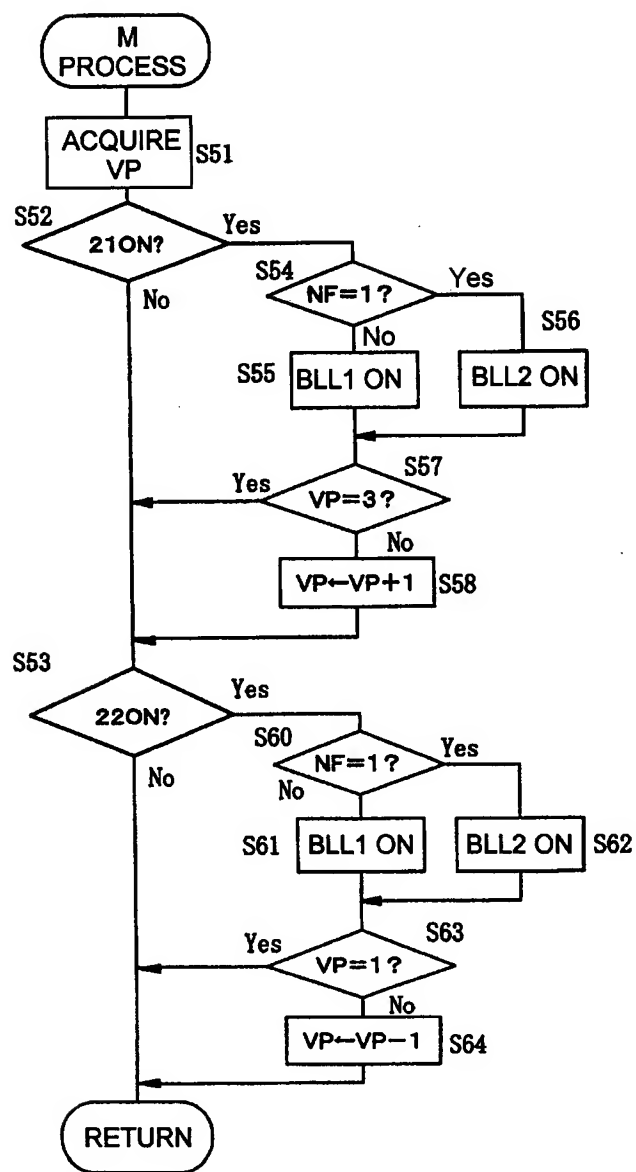 M
PROCESS
ACQUIRE
VP
S51
S52
21ON?
Yes
No
S54
NF=1?
Yes
No
S55
BLL1 ON
S56
BLL2 ON
S57
VP=3?
Yes
No
VP←VP+1
S58
S53
22ON?
Yes
No
S60
NF=1?
Yes
No
S61
BLL1 ON
BLL2 ON
S62
S63
VP=1?
Yes
No
VP←VP−1
S64
RETURN